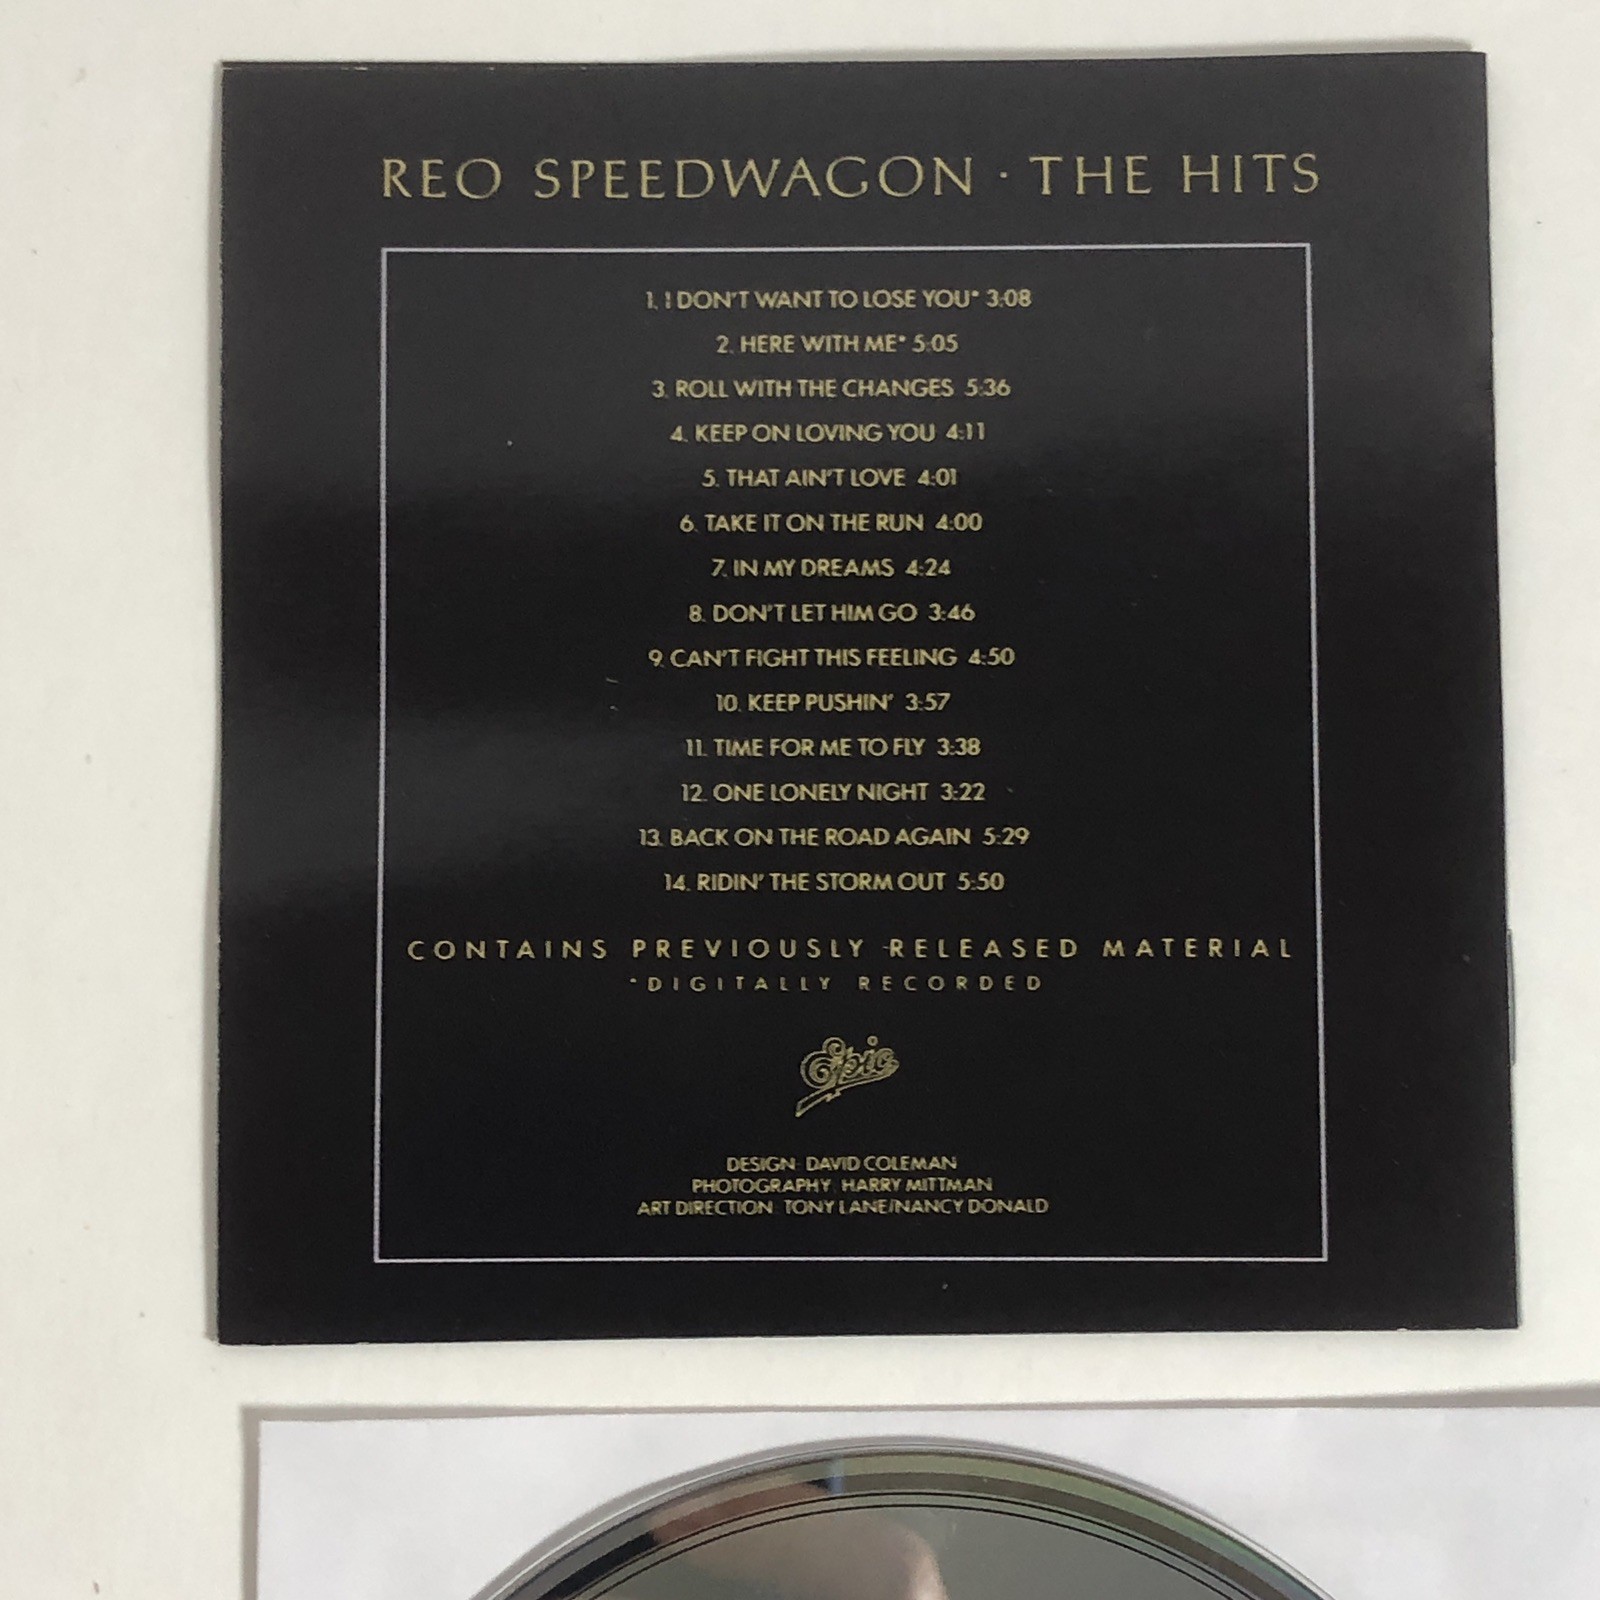 REO SPEEDWAGON · THE HITS
1. I DON'T WANT TO LOSE YOU* 3:08
2. HERE WITH ME* 5:05
3. ROLL WITH THE CHANGES 5:36
4. KEEP ON LOVING YOU 4:11
5. THAT AIN'T LOVE 4:01
6. TAKE IT ON THE RUN 4:00
7. IN MY DREAMS 4:24
8. DON'T LET HIM GO 3:46
9. CAN'T FIGHT THIS FEELING 4:50
10. KEEP PUSHIN' 3:57
11. TIME FOR ME TO FLY 3:38
12. ONE LONELY NIGHT 3:22
13. BACK ON THE ROAD AGAIN 5:29
14. RIDIN' THE STORM OUT 5:50
CONTAINS PREVIOUSLY-RELEASED MATERIAL
*DIGITALLY RECORDED
Epic
DESIGN: DAVID COLEMAN
PHOTOGRAPHY: HARRY MITTMAN
ART DIRECTION: TONY LANE/NANCY DONALD